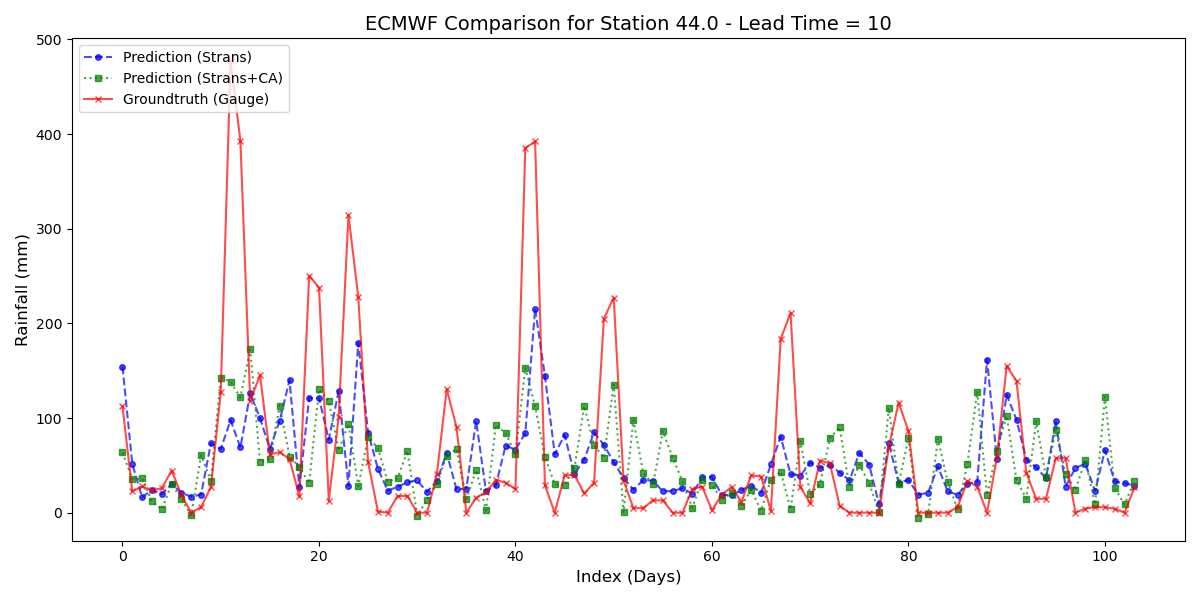 ECMWF Comparison for Station 44.0 - Lead Time = 10
Prediction (Strans)
Prediction (Strans+CA)
Groundtruth (Gauge)
500
400
300
200
100
0
Rainfall (mm)
0 20 40 60 80 100
Index (Days)